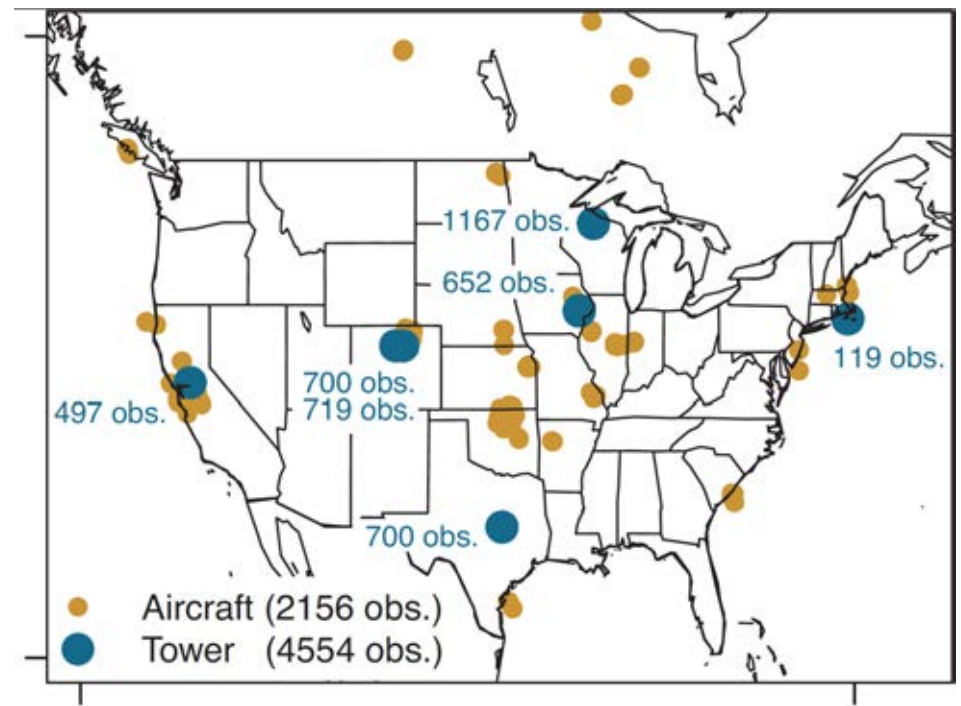 1167 obs.
652 obs.
700 obs.
719 obs.
119 obs.
497 obs.
700 obs.
Aircraft (2156 obs.)
Tower (4554 obs.)